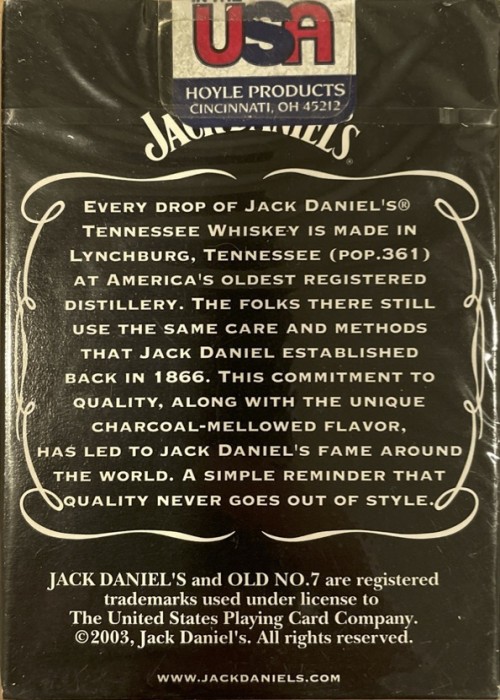 IN THE
USA
HOYLE PRODUCTS
CINCINNATI, OH 45212
JACK DANIEL'S
EVERY DROP OF JACK DANIEL'S®
TENNESSEE WHISKEY IS MADE IN
LYNCHBURG, TENNESSEE (POP.361)
AT AMERICA'S OLDEST REGISTERED
DISTILLERY. THE FOLKS THERE STILL
USE THE SAME CARE AND METHODS
THAT JACK DANIEL ESTABLISHED
BACK IN 1866. THIS COMMITMENT TO
QUALITY, ALONG WITH THE UNIQUE
CHARCOAL-MELLOWED FLAVOR,
HAS LED TO JACK DANIEL'S FAME AROUND
THE WORLD. A SIMPLE REMINDER THAT
QUALITY NEVER GOES OUT OF STYLE.
JACK DANIEL'S and OLD NO.7 are registered
trademarks used under license to
The United States Playing Card Company.
©2003, Jack Daniel's. All rights reserved.
WWW.JACKDANIELS.COM